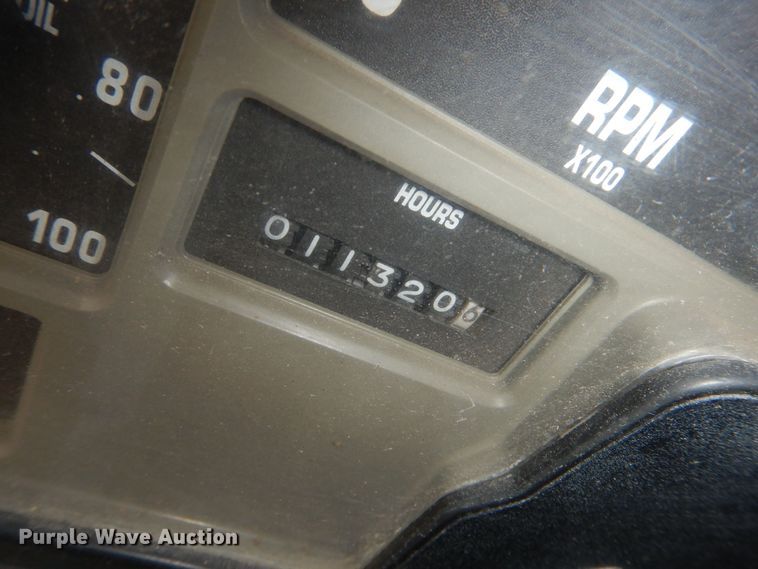 OIL
80
100
RPM
X100
HOURS
0113206
Purple Wave Auction